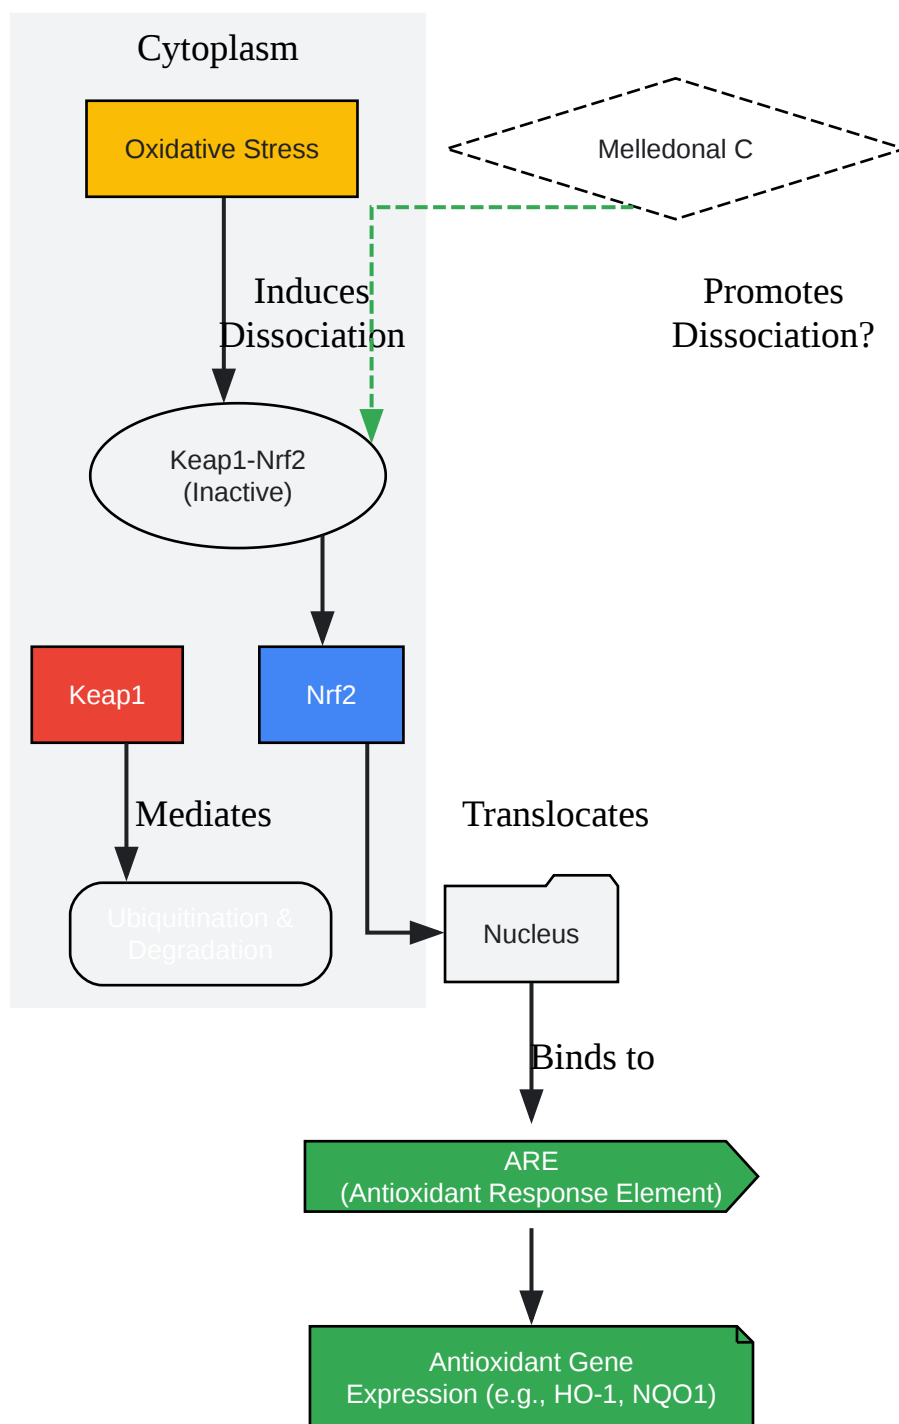 Cytoplasm
Oxidative Stress
Melledonal C
Induces
Dissociation
Promotes
Dissociation?
Keap1-Nrf2
(Inactive)
Keap1
Nrf2
Mediates
Translocates
Ubiquitination &
Degradation
Nucleus
Binds to
ARE
(Antioxidant Response Element)
Antioxidant Gene
Expression (e.g., HO-1, NQO1)